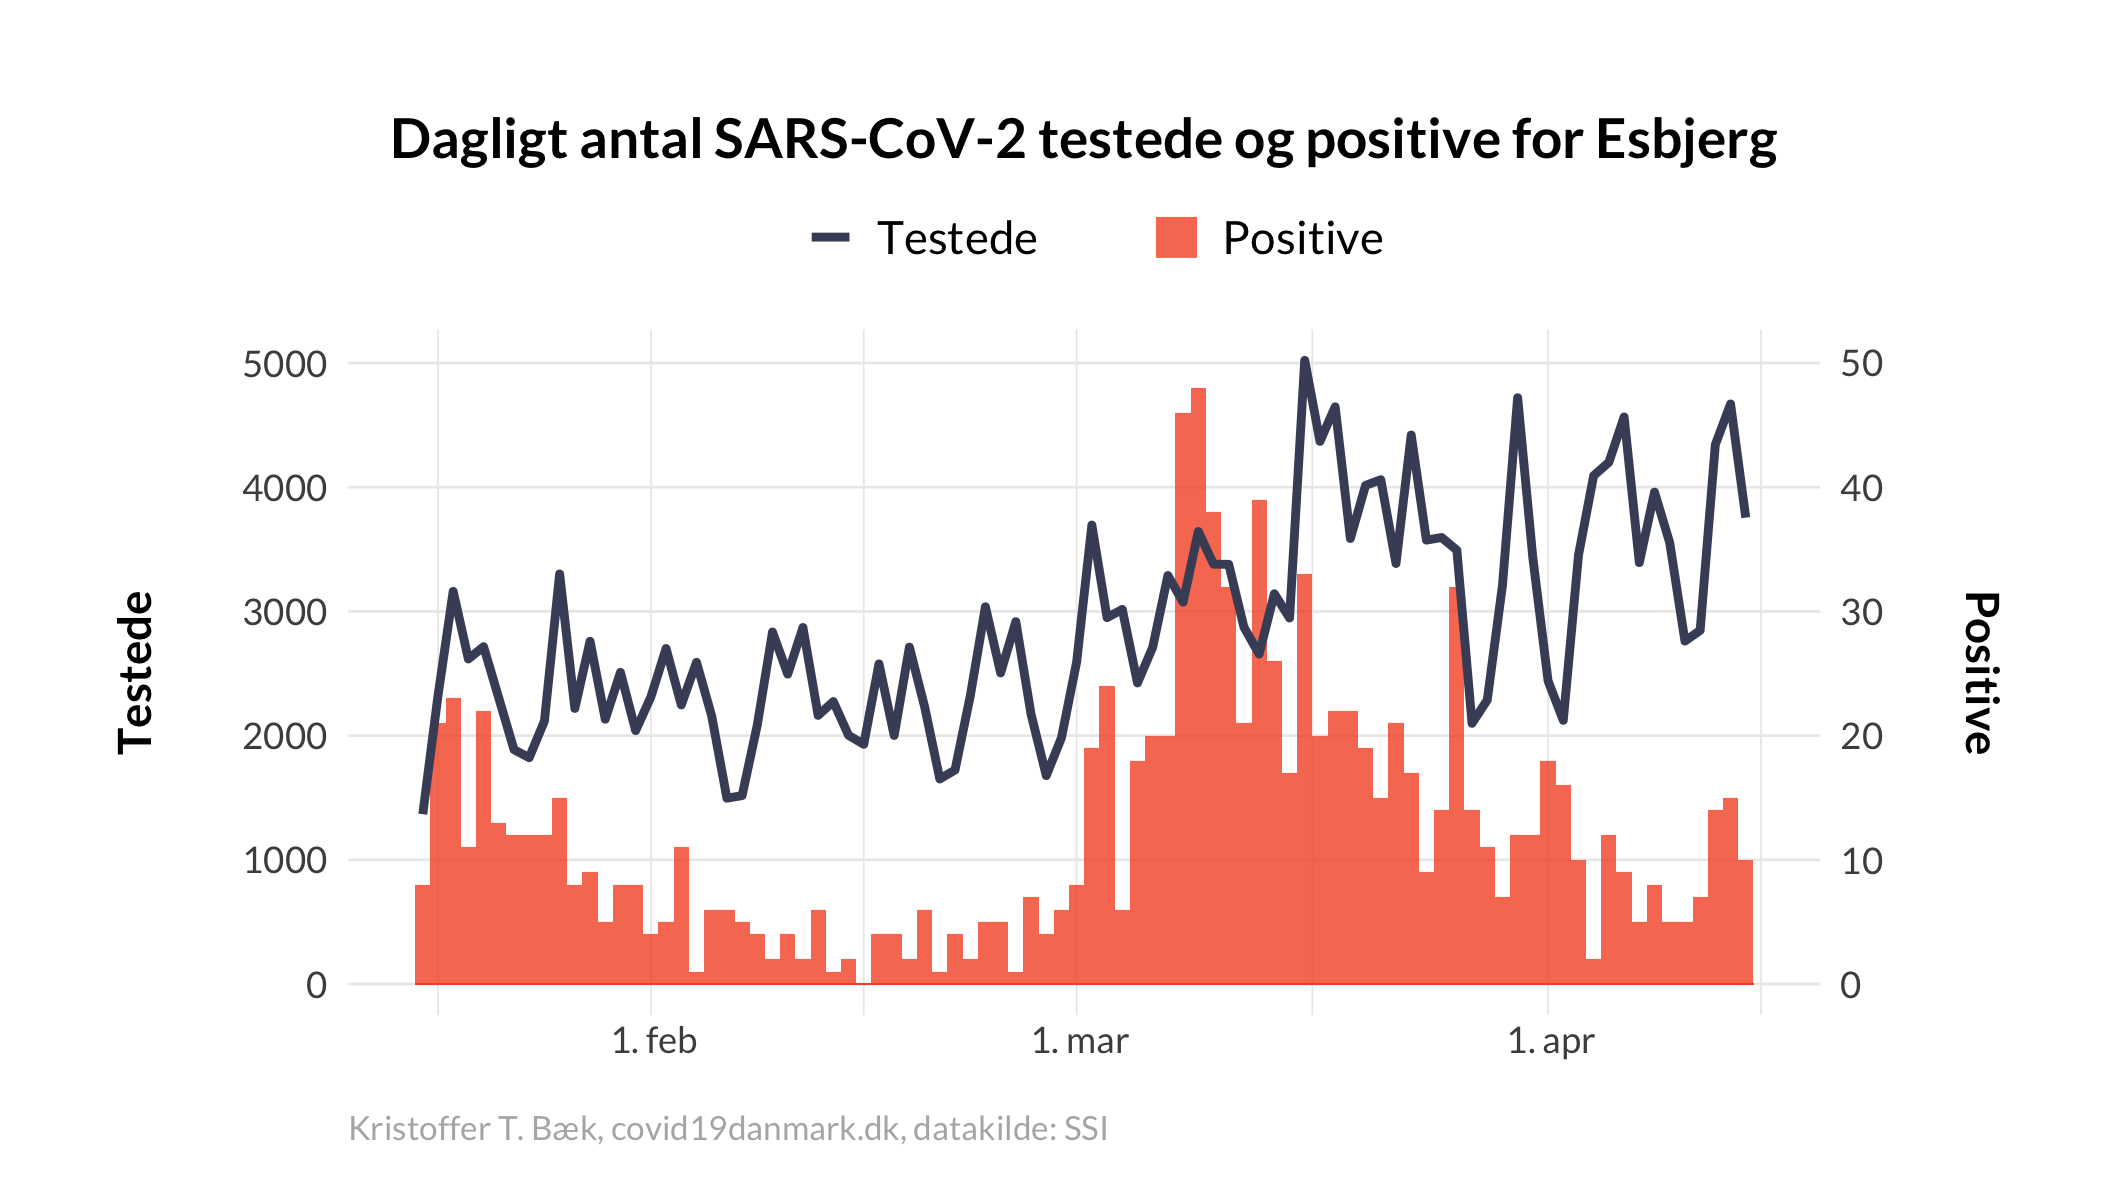 Dagligt antal SARS-CoV-2 testede og positive for Esbjerg
Testede Positive
5000 50
4000 40
3000 30
2000 20
1000 10
0 0
Testede
Positive
1. feb 1. mar 1. apr
Kristoffer T. Bæk, covid19danmark.dk, datakilde: SSI